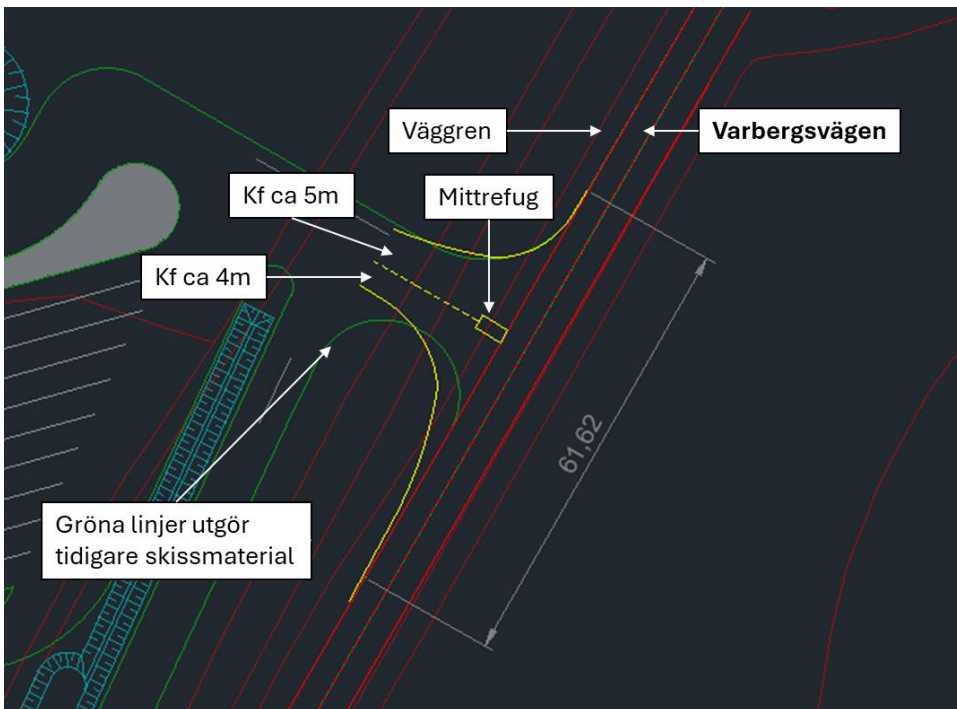 Väggren
Varbergsvägen
Kf ca 5m
Mittrefug
Kf ca 4m
61,62
Gröna linjer utgör
tidigare skissmaterial